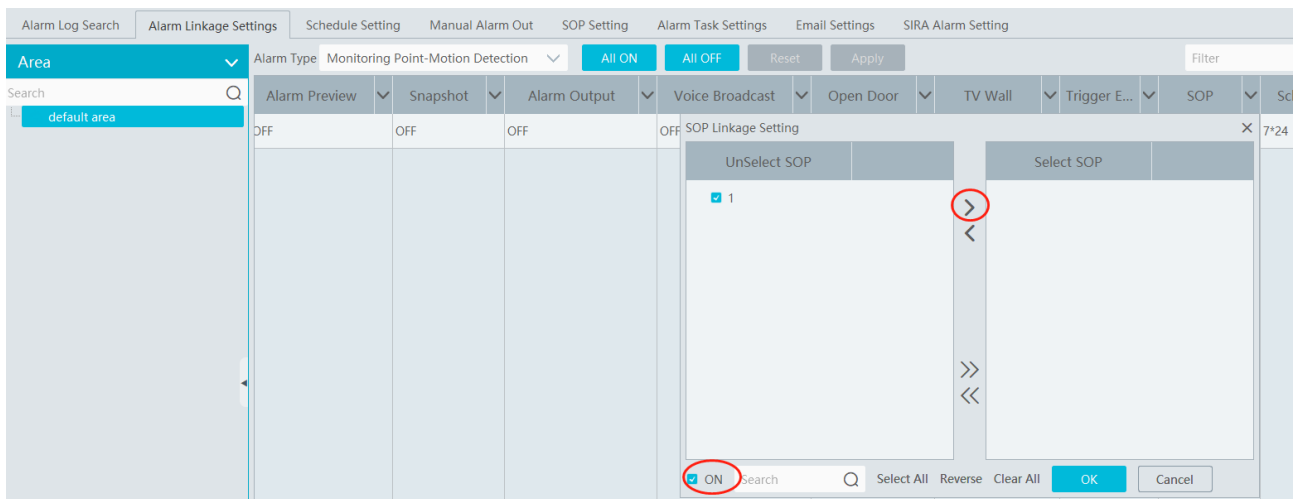 Alarm Log Search Alarm Linkage Settings Schedule Setting Manual Alarm Out SOP Setting Alarm Task Settings Email Settings SIRA Alarm Setting
Area Alarm Type Monitoring Point-Motion Detection All ON All OFF Reset Apply Filter
Search Alarm Preview Snapshot Alarm Output Voice Broadcast Open Door TV Wall Trigger E... SOP
default area
OFF OFF OFF OFF SOP Linkage Setting 7*24
UnSelect SOP Select SOP
1
ON Search Select All Reverse Clear All OK Cancel